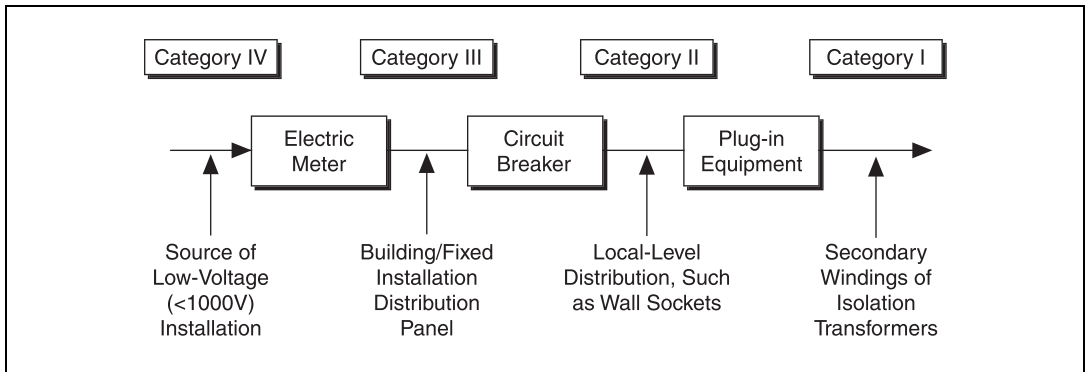 Category IV
Category III
Category II
Category I
Electric
Meter
Circuit
Breaker
Plug-in
Equipment
Source of
Low-Voltage
(<1000V)
Installation
Building/Fixed
Installation
Distribution
Panel
Local-Level
Distribution, Such
as Wall Sockets
Secondary
Windings of
Isolation
Transformers